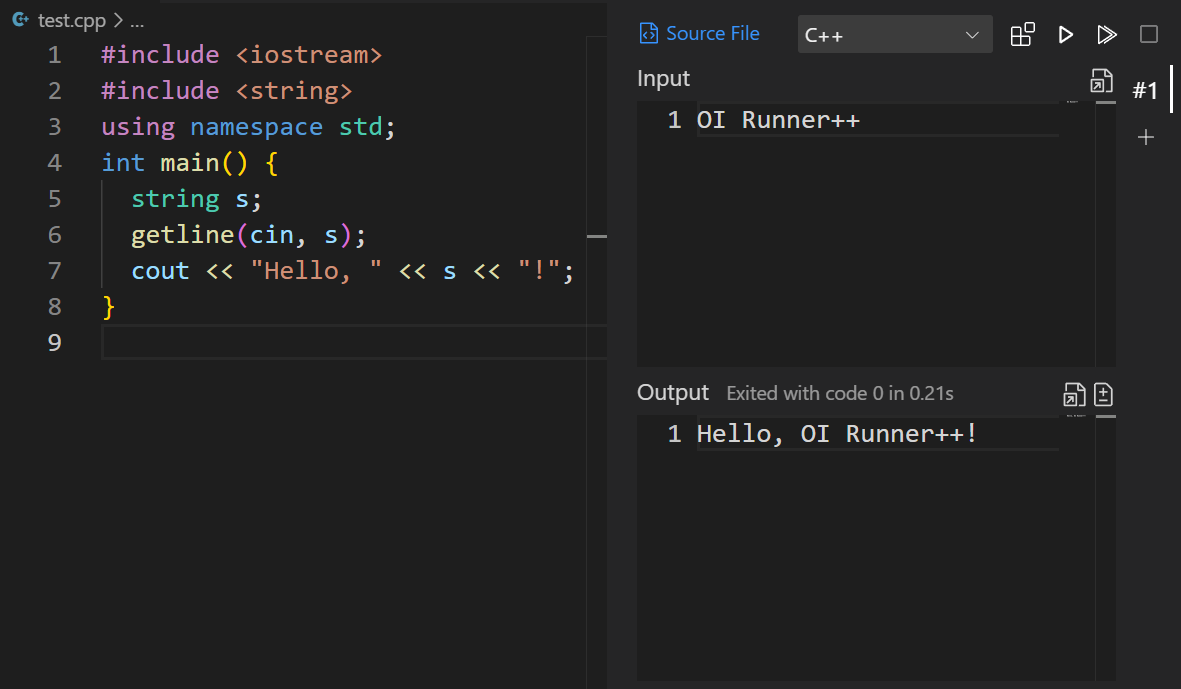 test.cpp > ...
1 #include <iostream>
2 #include <string>
3 using namespace std;
4 int main() {
5   string s;
6   getline(cin, s);
7   cout << "Hello, " << s << "!";
8 }
9
Source File
C++
Input
#1
1 OI Runner++
+
Output Exited with code 0 in 0.21s
1 Hello, OI Runner++!